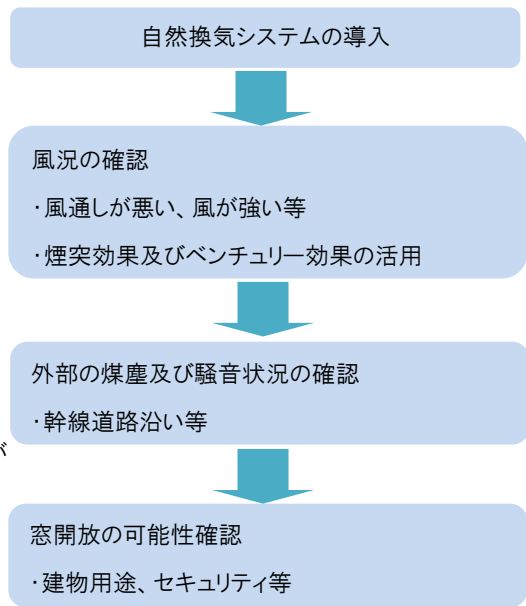 自然換気システムの導入
風況の確認
・風通しが悪い、風が強い等
・煙突効果及びベンチュリー効果の活用
外部の煤塵及び騒音状況の確認
・幹線道路沿い等
が
窓開放の可能性確認
・建物用途、セキュリティ等